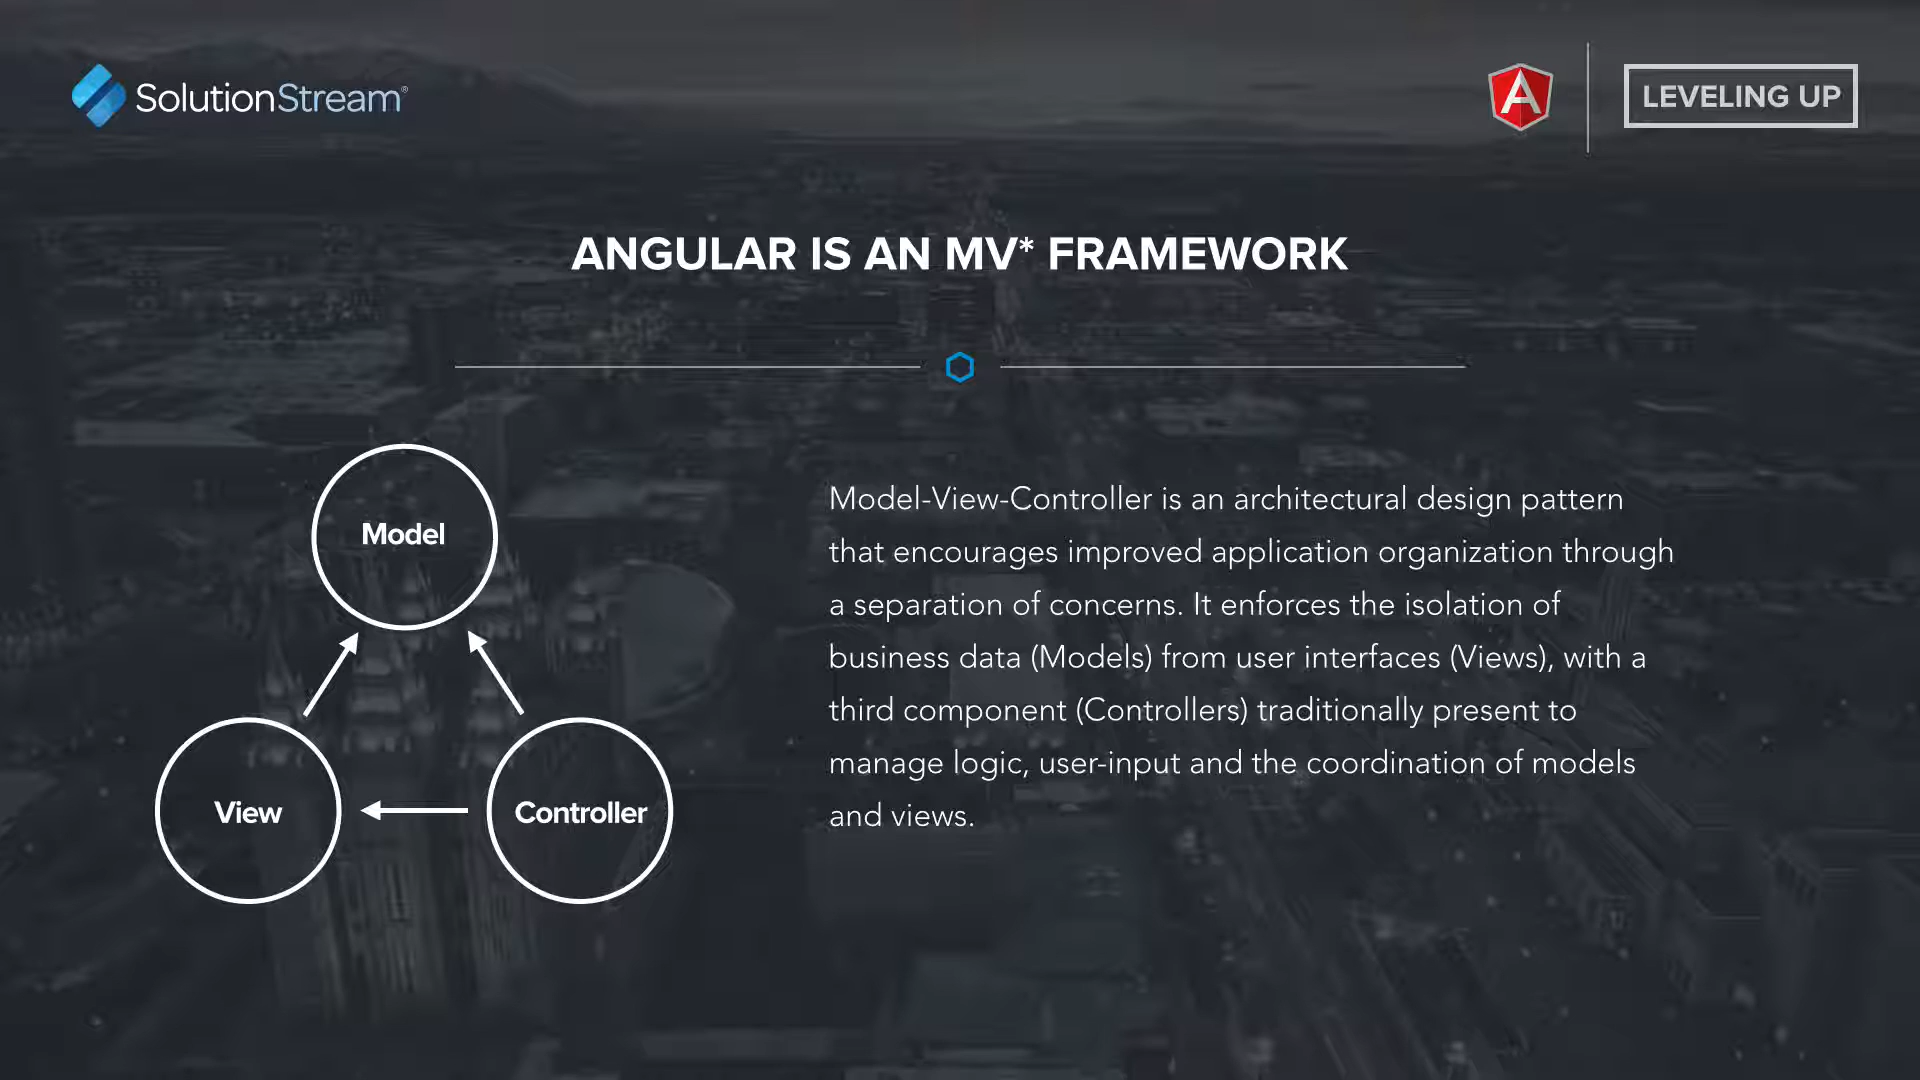 SolutionStream®
A
LEVELING UP
ANGULAR IS AN MV* FRAMEWORK
Model
View
Controller
Model-View-Controller is an architectural design pattern
that encourages improved application organization through
a separation of concerns. It enforces the isolation of
business data (Models) from user interfaces (Views), with a
third component (Controllers) traditionally present to
manage logic, user-input and the coordination of models
and views.